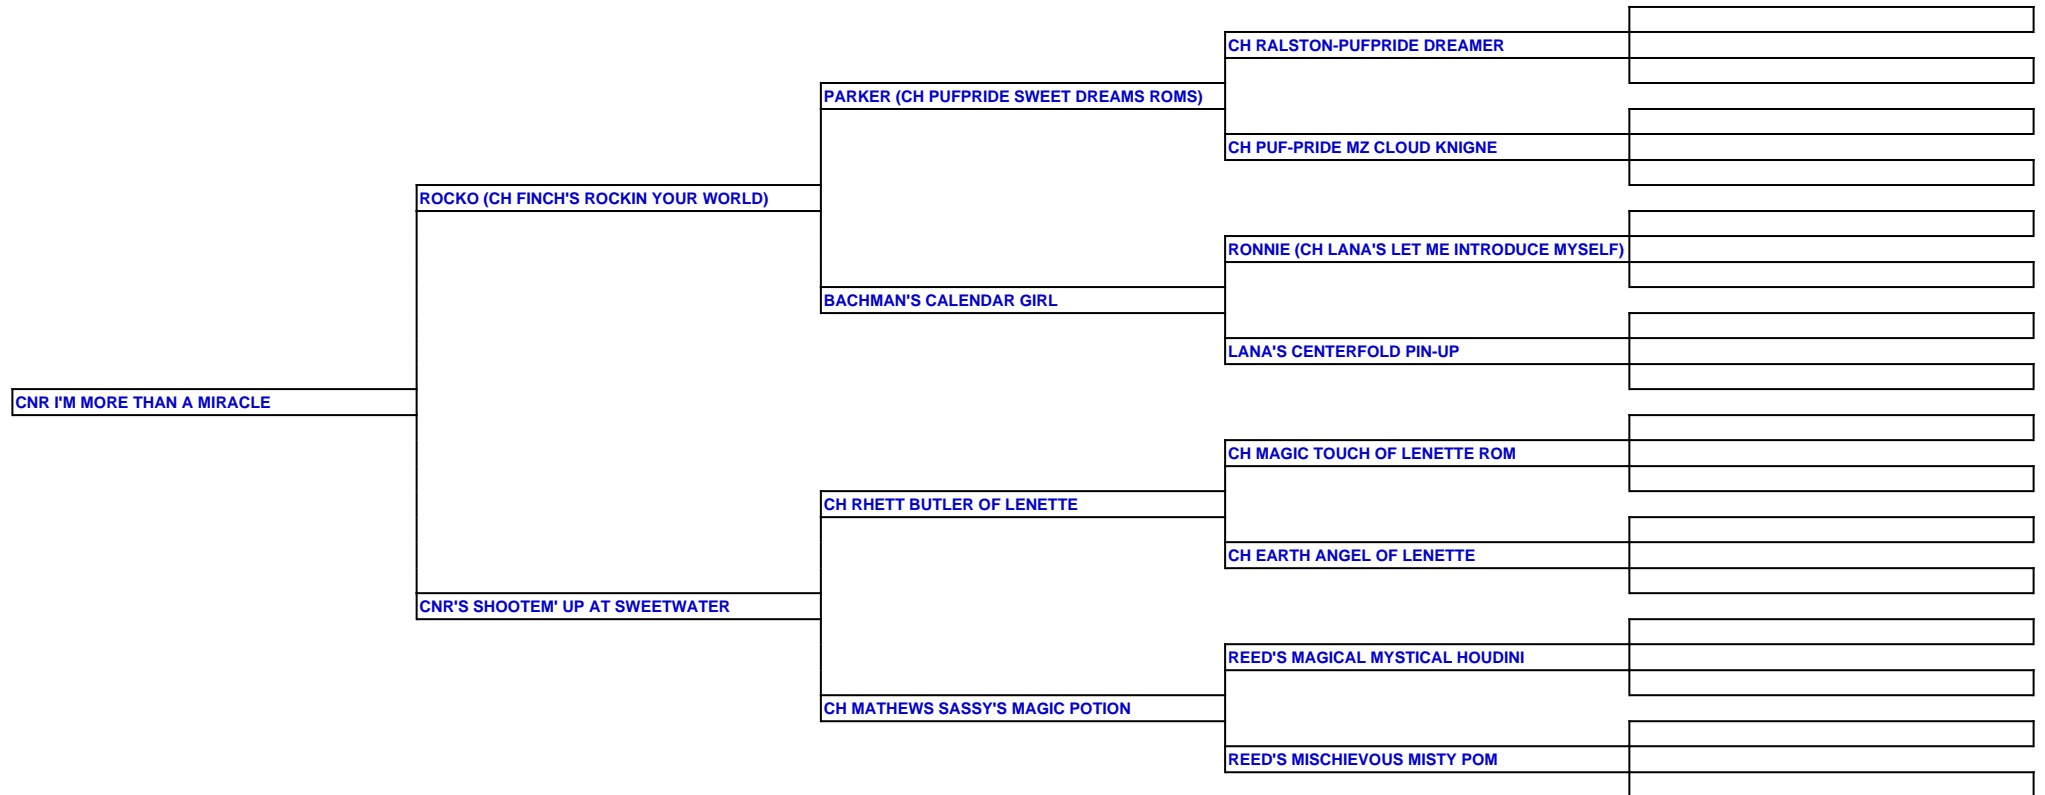 CH RALSTON-PUFPRIDE DREAMER
PARKER (CH PUFPRIDE SWEET DREAMS ROMS)
CH PUF-PRIDE MZ CLOUD KNIGNE
ROCKO (CH FINCH'S ROCKIN YOUR WORLD)
RONNIE (CH LANA'S LET ME INTRODUCE MYSELF)
BACHMAN'S CALENDAR GIRL
LANA'S CENTERFOLD PIN-UP
CNR I'M MORE THAN A MIRACLE
CH MAGIC TOUCH OF LENETTE ROM
CH RHETT BUTLER OF LENETTE
CH EARTH ANGEL OF LENETTE
CNR'S SHOOTEM' UP AT SWEETWATER
REED'S MAGICAL MYSTICAL HOUDINI
CH MATHEWS SASSY'S MAGIC POTION
REED'S MISCHIEVOUS MISTY POM